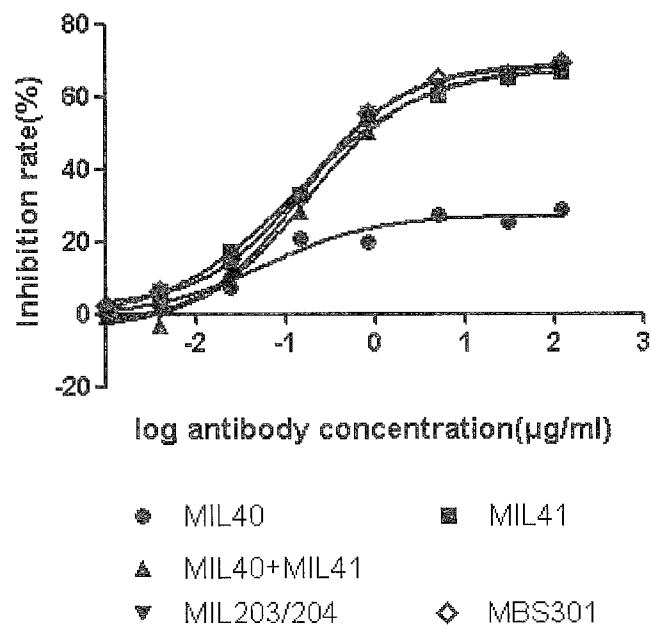 Inhibition rate(%)
80
60
40
20
0
-20
-2
-1
0
1
2
3
log antibody concentration(µg/ml)
MIL40
MIL41
MIL40+MIL41
MIL203/204
MBS301